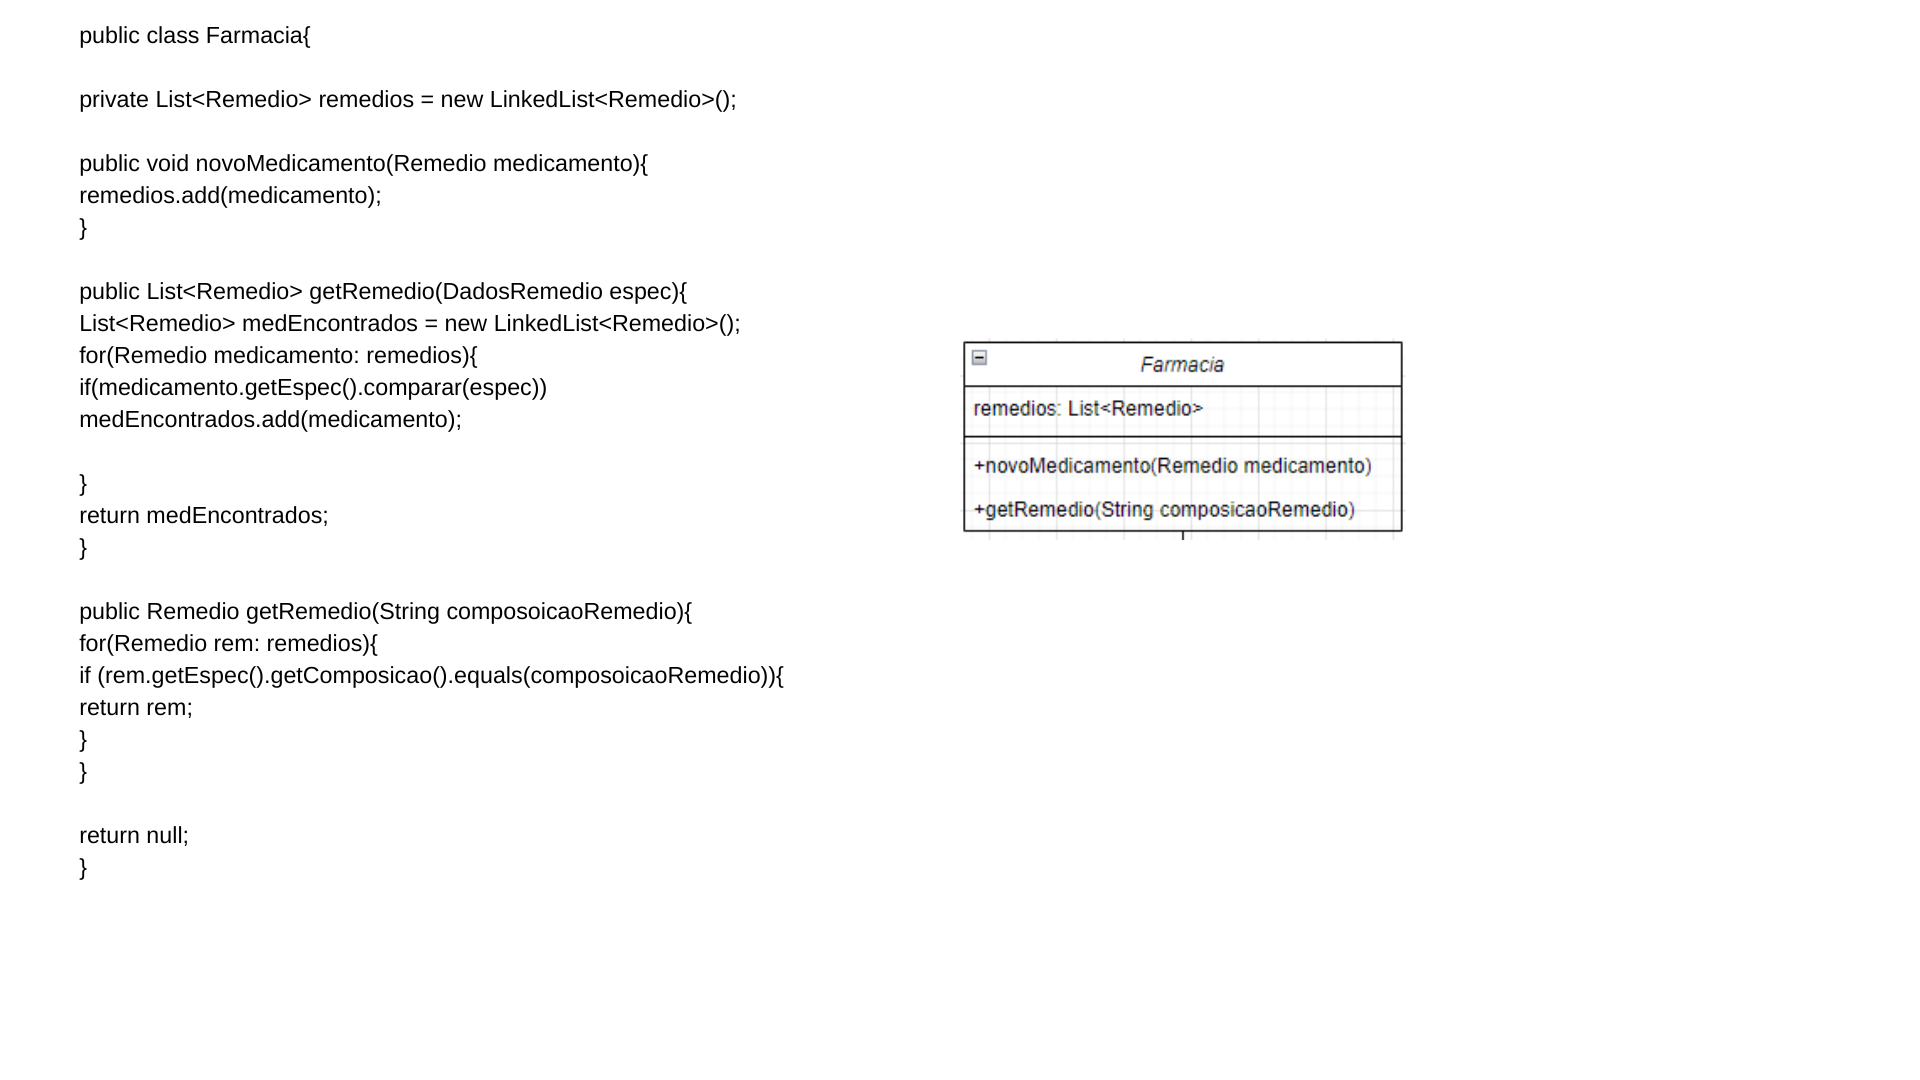 public class Farmacia{
private List<Remedio> remedios = new LinkedList<Remedio>();
public void novoMedicamento(Remedio medicamento){
remedios.add(medicamento);
}
public List<Remedio> getRemedio(DadosRemedio espec){
List<Remedio> medEncontrados = new LinkedList<Remedio>();
for(Remedio medicamento: remedios){
if(medicamento.getEspec().comparar(espec))
medEncontrados.add(medicamento);
}
return medEncontrados;
}
public Remedio getRemedio(String composoicaoRemedio){
for(Remedio rem: remedios){
if (rem.getEspec().getComposicao().equals(composoicaoRemedio)){
return rem;
}
}
return null;
}
Farmacia
remedios: List<Remedio>
+novoMedicamento(Remedio medicamento)
+getRemedio(String composicaoRemedio)